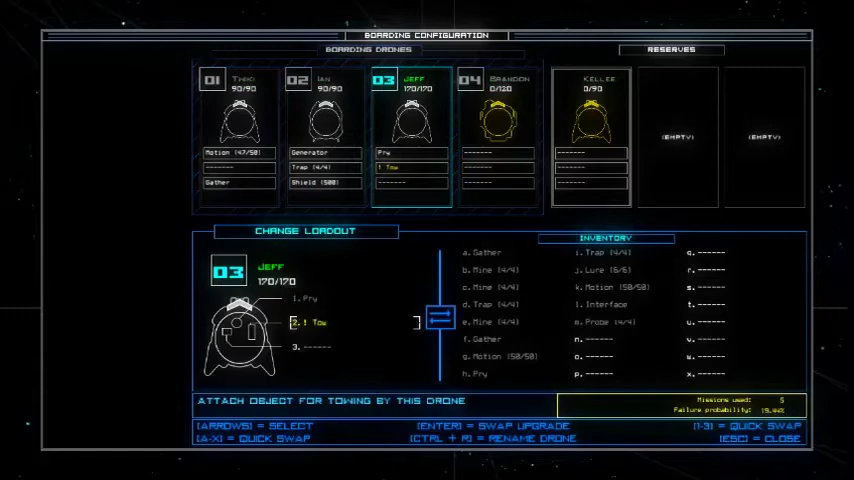 BOARDING CONFIGURATION
BOARDING DRONES
RESERVES
01
90/90
02 IAN
90/90
03 JEFF
170/170
04 BRANDON
0/120
KELLEE
0/90
Motion (47/50)
-------
Gather
Generator
Trap (4/4)
Shield (500)
Pry
! Tow
-------
-------
-------
-------
-------
-------
-------
(EMPTY)
(EMPTY)
CHANGE LOADOUT
INVENTORY
03 JEFF
170/170
1. Pry
2. ! Tow
3. ------
a. Gather
b. Mine (4/4)
c. Mine (4/4)
d. Trap (4/4)
e. Mine (4/4)
f. Gather
g. Motion (50/50)
h. Pry
i. Trap (4/4)
j. Lure (6/6)
k. Motion (50/50)
l. Interface
m. Probe (4/4)
n. ------
o. ------
p. ------
q. ------
r. ------
s. ------
t. ------
u. ------
v. ------
w. ------
x. ------
ATTACH OBJECT FOR TOWING BY THIS DRONE
Missions used: 5
Failure probability:
[ARROWS] = SELECT
[ENTER] = SWAP UPGRADE
[1-3] = QUICK SWAP
[A-X] = QUICK SWAP
[CTRL + R] = RENAME DRONE
[ESC] = CLOSE